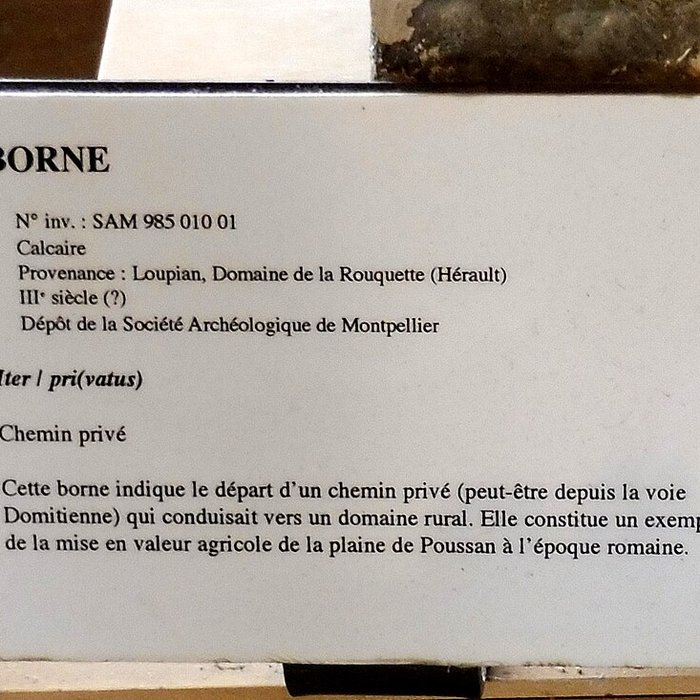 BORNE
N° inv. : SAM 985 010 01
Calcaire
Provenance : Loupian, Domaine de la Rouquette (Hérault)
IIIᵉ siècle (?)
Dépôt de la Société Archéologique de Montpellier
Iter / pri(vatus)
Chemin privé
Cette borne indique le départ d'un chemin privé (peut-être depuis la voie
Domitienne) qui conduisait vers un domaine rural. Elle constitue un exemp
de la mise en valeur agricole de la plaine de Poussan à l'époque romaine.